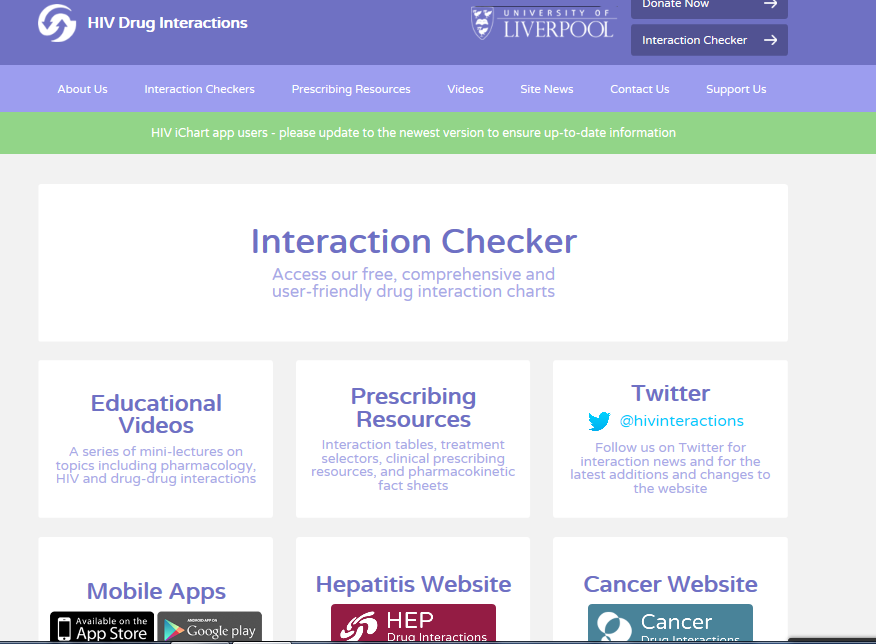 Donate Now
HIV Drug Interactions
UNIVERSITY OF
LIVERPOOL
Interaction Checker
About Us Interaction Checkers Prescribing Resources Videos Site News Contact Us Support Us
HIV iChart app users - please update to the newest version to ensure up-to-date information
Interaction Checker
Access our free, comprehensive and
user-friendly drug interaction charts
Educational
Videos
A series of mini-lectures on
topics including pharmacology,
HIV and drug-drug interactions
Prescribing
Resources
Interaction tables, treatment
selectors, clinical prescribing
resources, and pharmacokinetic
fact sheets
Twitter
@hivinteractions
Follow us on Twitter for
interaction news and for the
latest additions and changes to
the website
Mobile Apps
Available on the
App Store
ANDROID APP ON
Google play
Hepatitis Website
HEP
Drug Interactions
Cancer Website
Cancer
Drug Interactions